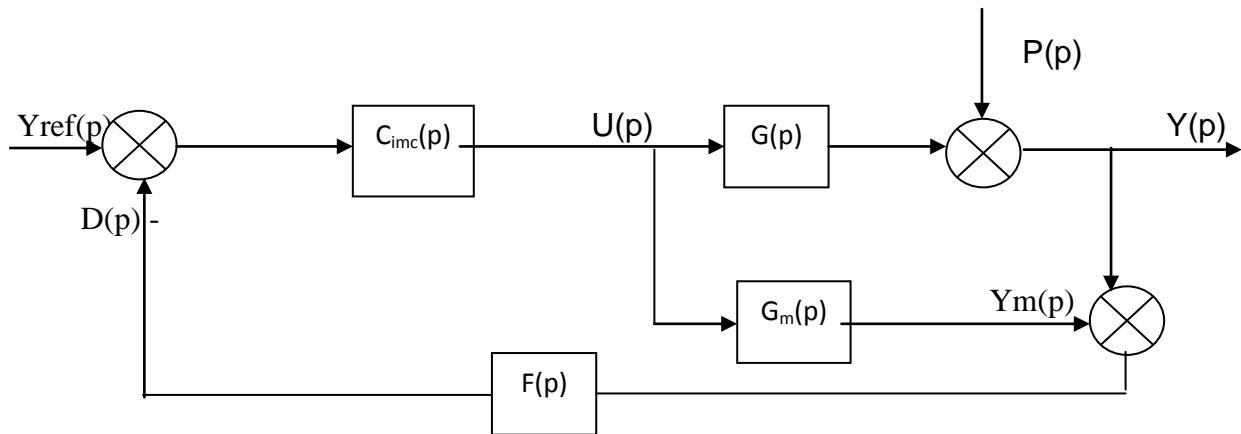 P(p)
Yref(p)
Cimc(p)
U(p)
G(p)
Y(p)
D(p) -
Gm(p)
Ym(p)
F(p)